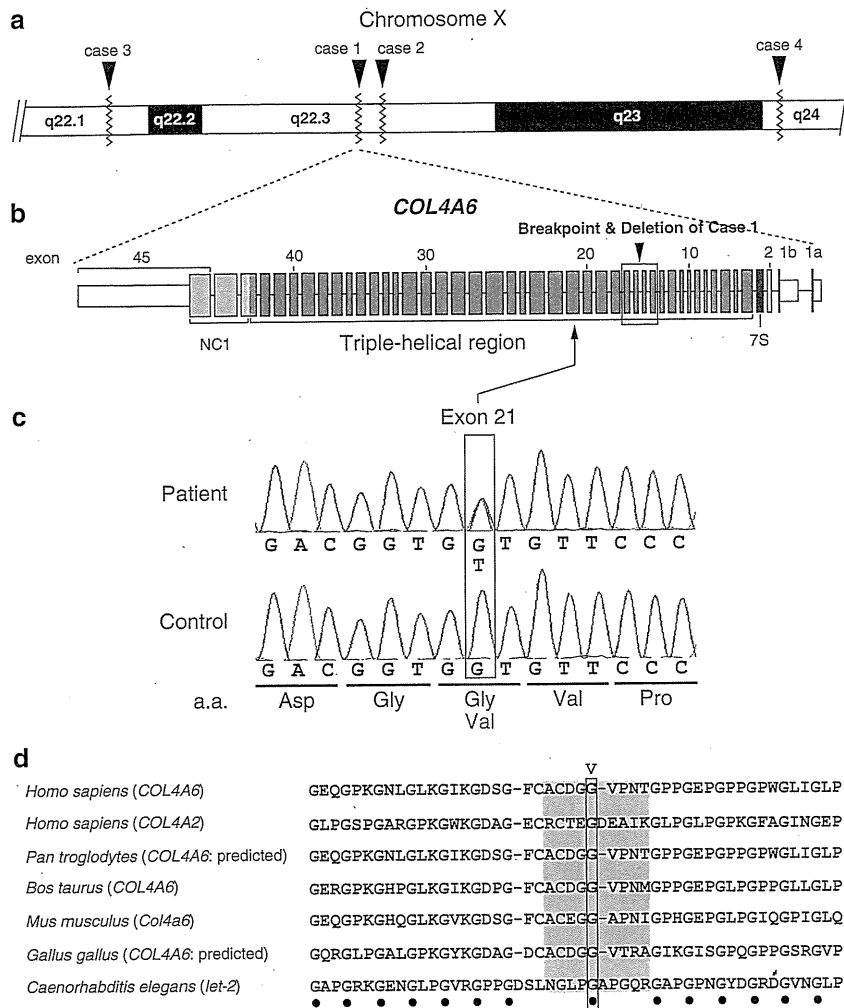 a
Chromosome X
case 3
case 1
case 2
case 4
q22.1
q22.2
q22.3
q23
q24
b
COL4A6
Breakpoint & Deletion of Case 1
exon
45
40
30
20
10
2
1b
1a
NC1
Triple-helical region
7S
c
Exon 21
Patient
G A C G G T G G T G T T C C C
T
Control
G A C G G T G G T G T T C C C
a.a.
Asp
Gly
Gly
Val
Pro
Val
d
V
Homo sapiens (COL4A6) GEQGPKGNLGLKGIKGDSG-FCACDGG-VPNTGPPGEPGPPGPWGLIGLP
Homo sapiens (COL4A2) GLPGSPGARGPKGWKGDAG-ECRCTEGDEAIKGLPGLPGPKGFAGINGEP
Pan troglodytes (COL4A6: predicted) GEQGPKGNLGLKGIKGDSG-FCACDGG-VPNTGPPGEPGPPGPWGLIGLP
Bos taurus (COL4A6) GERGPKGHPGLKGIKGDPG-FCACDGG-VPNMGPPGEPGLPGPPGLLGLP
Mus musculus (Col4a6) GEQGPKGHQGLKGVKGDSG-FCACEGG-APNIGPHGEPGLPGIQGPIGLQ
Gallus gallus (COL4A6: predicted) GQRGLPGALGPKGYKGDAG-DCACDGG-VTRAGIKGISGPQGPPGSRGVP
Caenorhabditis elegans (let-2) GAPGRKGENGLPGVRGPPGDSLNGLPGAPGQRGAPGPNGYDGRDGVNGLP